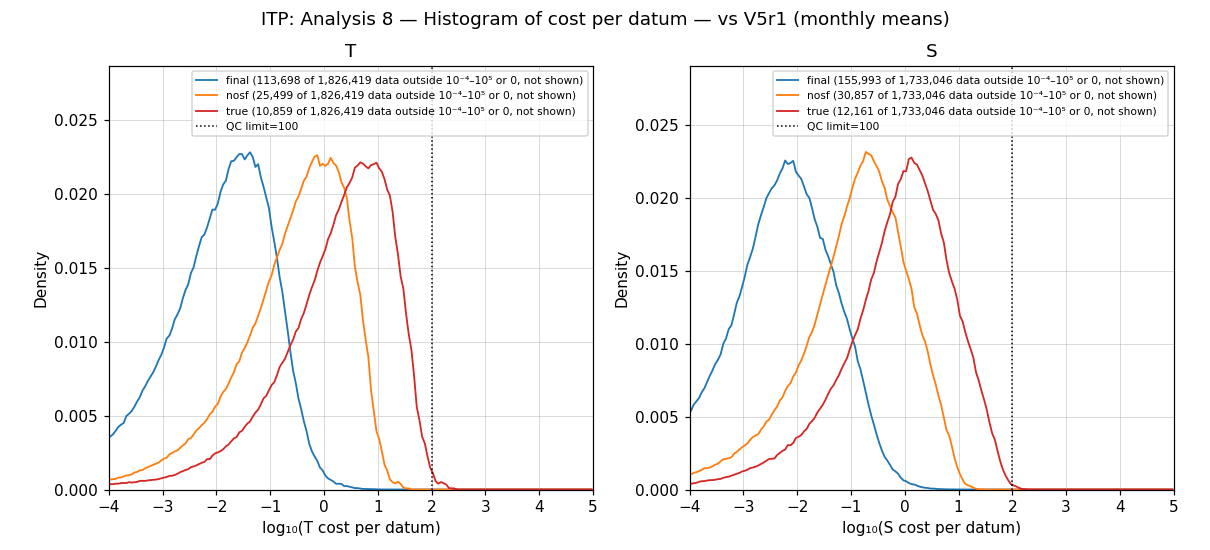 ITP: Analysis 8 — Histogram of cost per datum — vs V5r1 (monthly means)
T
final (113,698 of 1,826,419 data outside 10⁻⁴–10⁵ or 0, not shown)
nosf (25,499 of 1,826,419 data outside 10⁻⁴–10⁵ or 0, not shown)
true (10,859 of 1,826,419 data outside 10⁻⁴–10⁵ or 0, not shown)
QC limit=100
Density
0.025
0.020
0.015
0.010
0.005
0.000
−4 −3 −2 −1 0 1 2 3 4 5
log₁₀(T cost per datum)
S
final (155,993 of 1,733,046 data outside 10⁻⁴–10⁵ or 0, not shown)
nosf (30,857 of 1,733,046 data outside 10⁻⁴–10⁵ or 0, not shown)
true (12,161 of 1,733,046 data outside 10⁻⁴–10⁵ or 0, not shown)
QC limit=100
Density
0.025
0.020
0.015
0.010
0.005
0.000
−4 −3 −2 −1 0 1 2 3 4 5
log₁₀(S cost per datum)